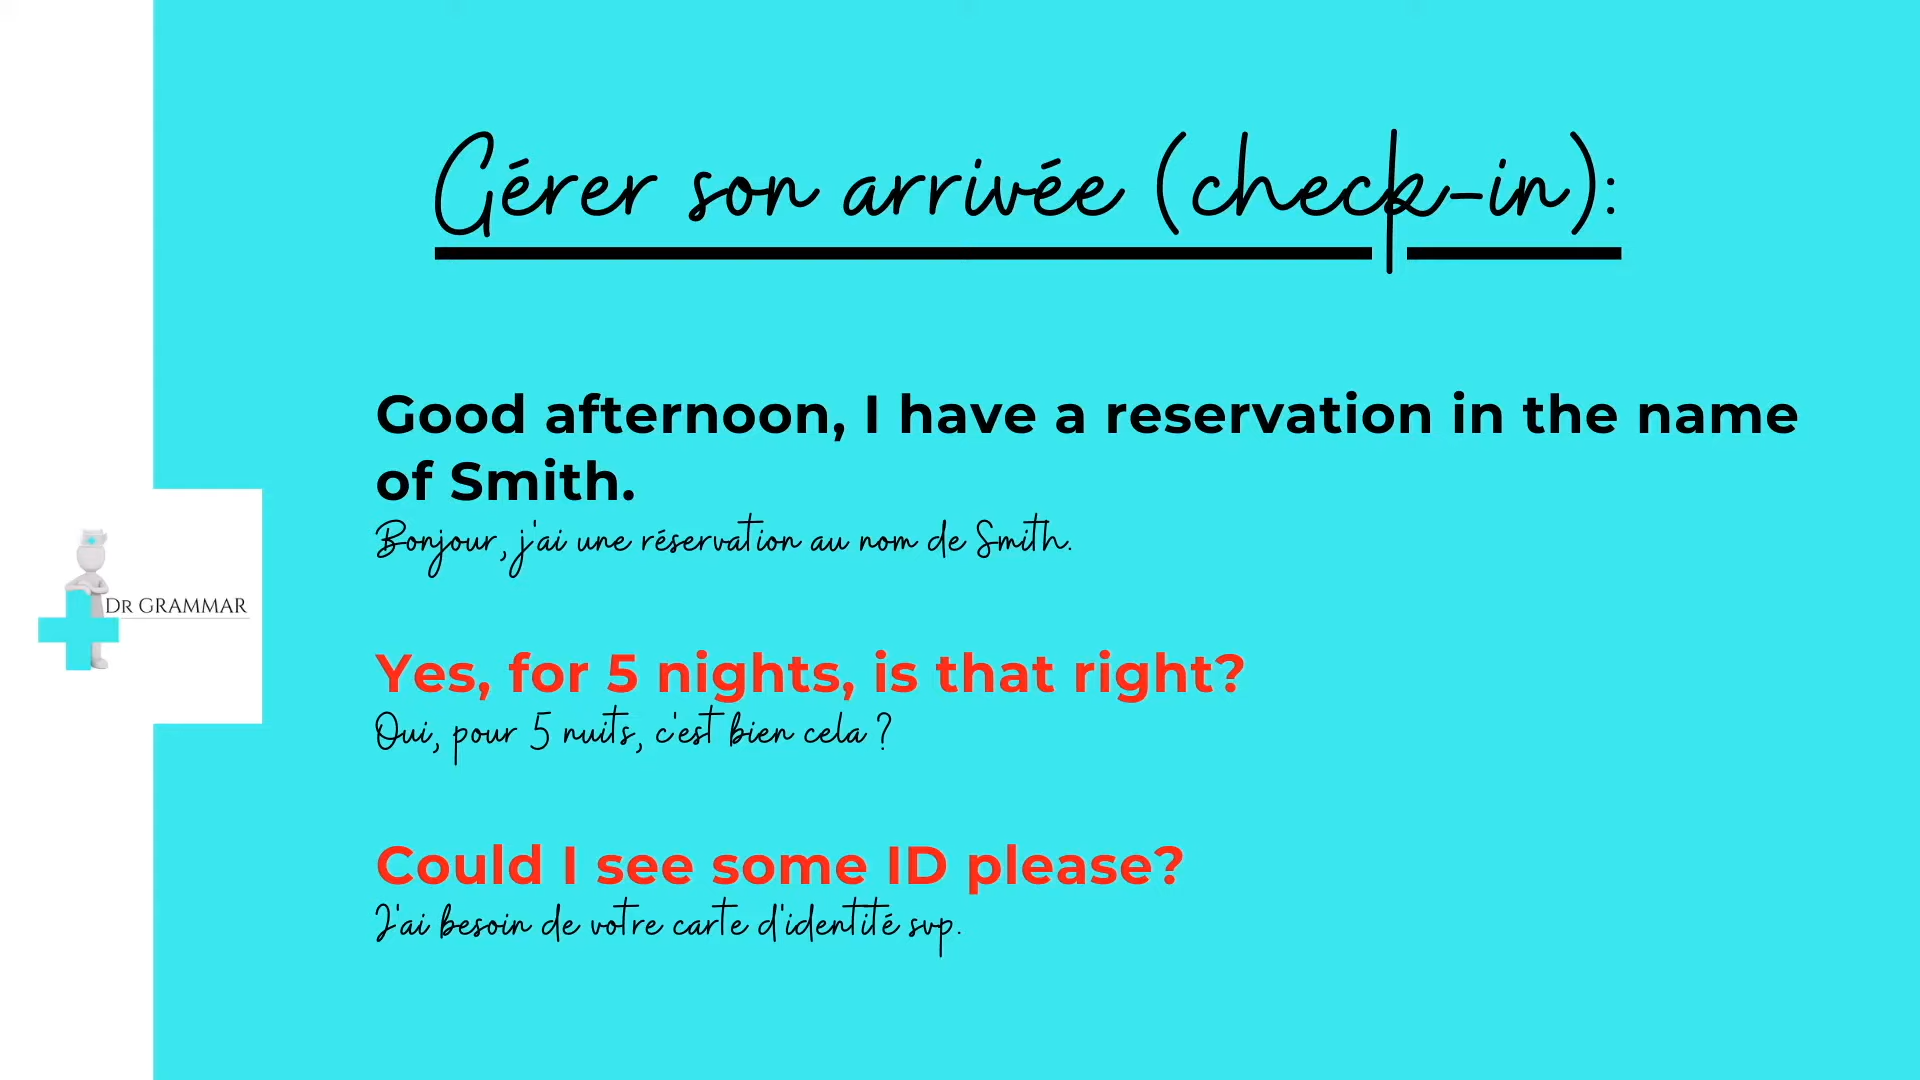 Gérer son arrivée (check-in):
Good afternoon, I have a reservation in the name
of Smith.
Bonjour, j'ai une réservation au nom de Smith.
Yes, for 5 nights, is that right?
Oui, pour 5 nuits, c'est bien cela ?
DR GRAMMAR
Could I see some ID please?
J'ai besoin de votre carte d'identité svp.